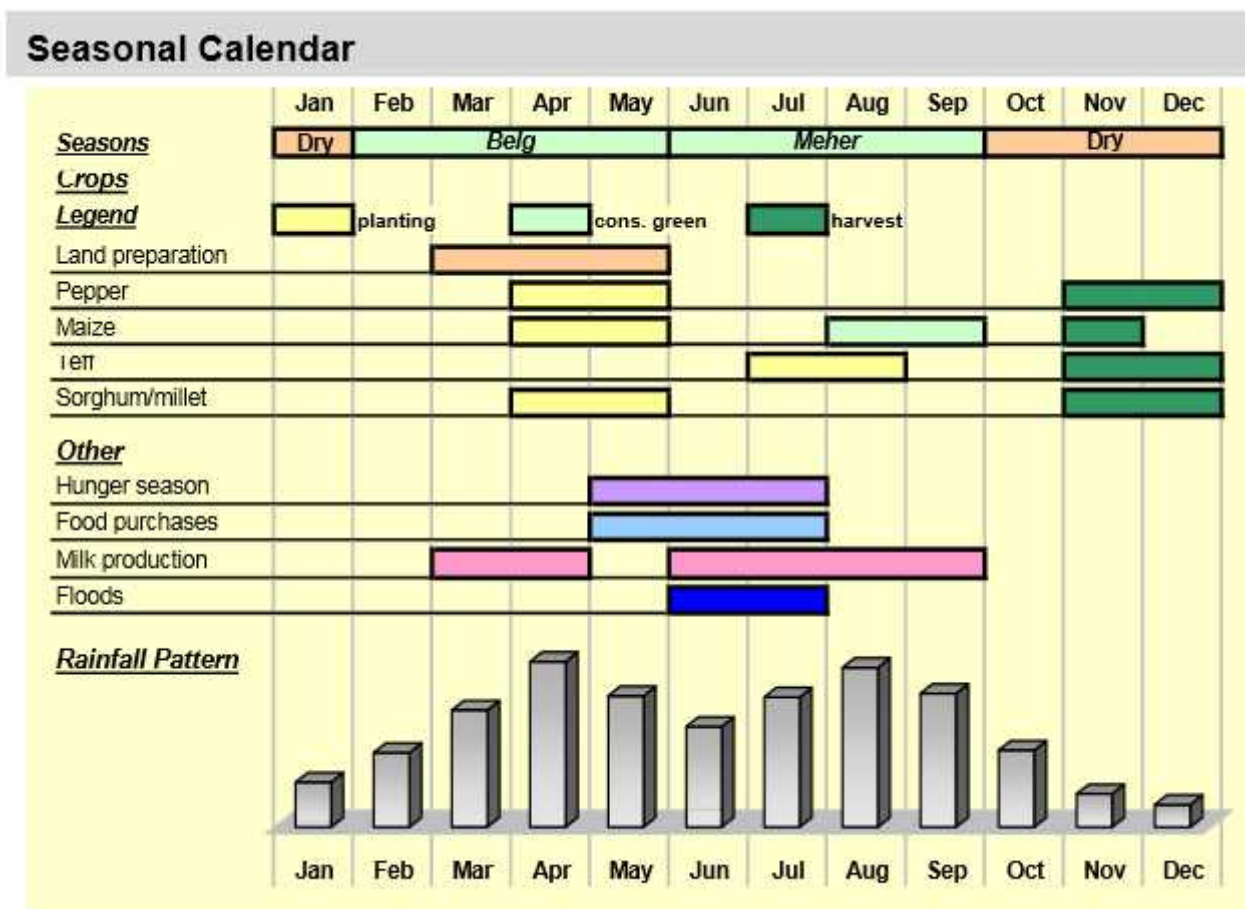 Seasonal Calendar
Jan Feb Mar Apr May Jun Jul Aug Sep Oct Nov Dec
Seasons Dry Belg Meher Dry
Crops
Legend planting cons. green harvest
Land preparation
Pepper
Maize
Teff
Sorghum/millet
Other
Hunger season
Food purchases
Milk production
Floods
Rainfall Pattern
Jan Feb Mar Apr May Jun Jul Aug Sep Oct Nov Dec